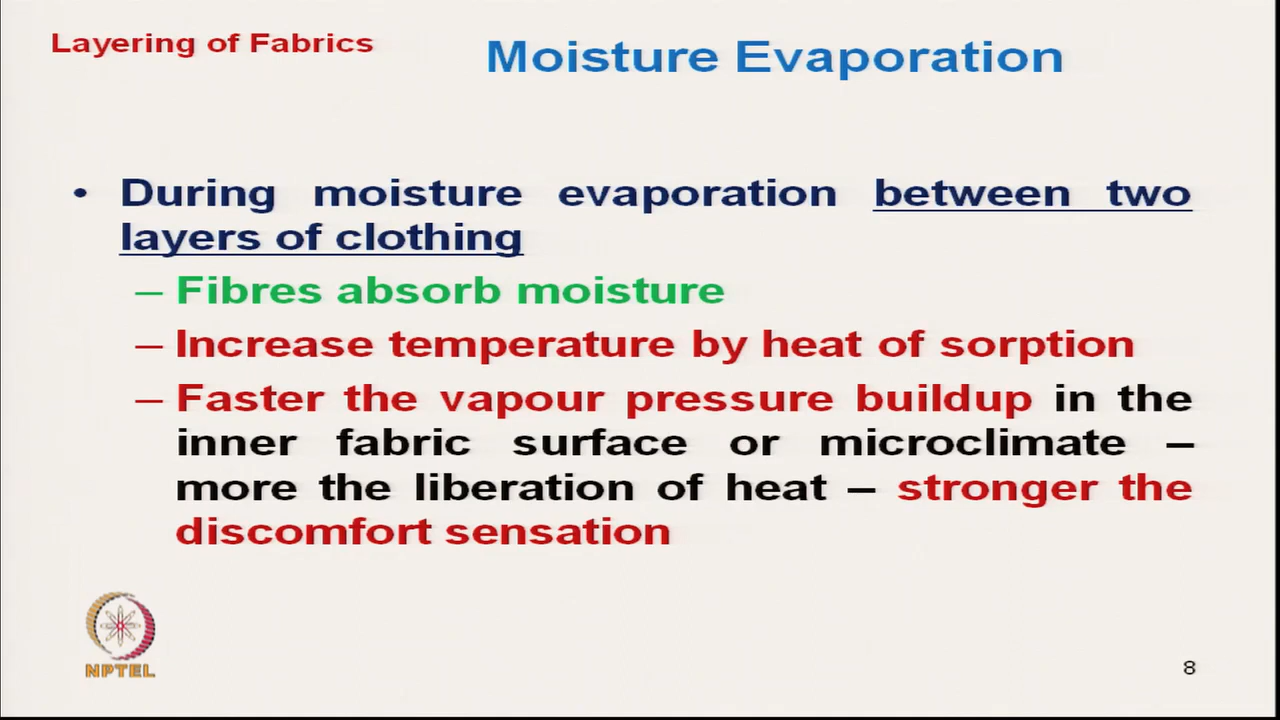 Layering of Fabrics
Moisture Evaporation
• During moisture evaporation between two
layers of clothing
– Fibres absorb moisture
– Increase temperature by heat of sorption
– Faster the vapour pressure buildup in the
inner fabric surface or microclimate –
more the liberation of heat – stronger the
discomfort sensation
NPTEL
8